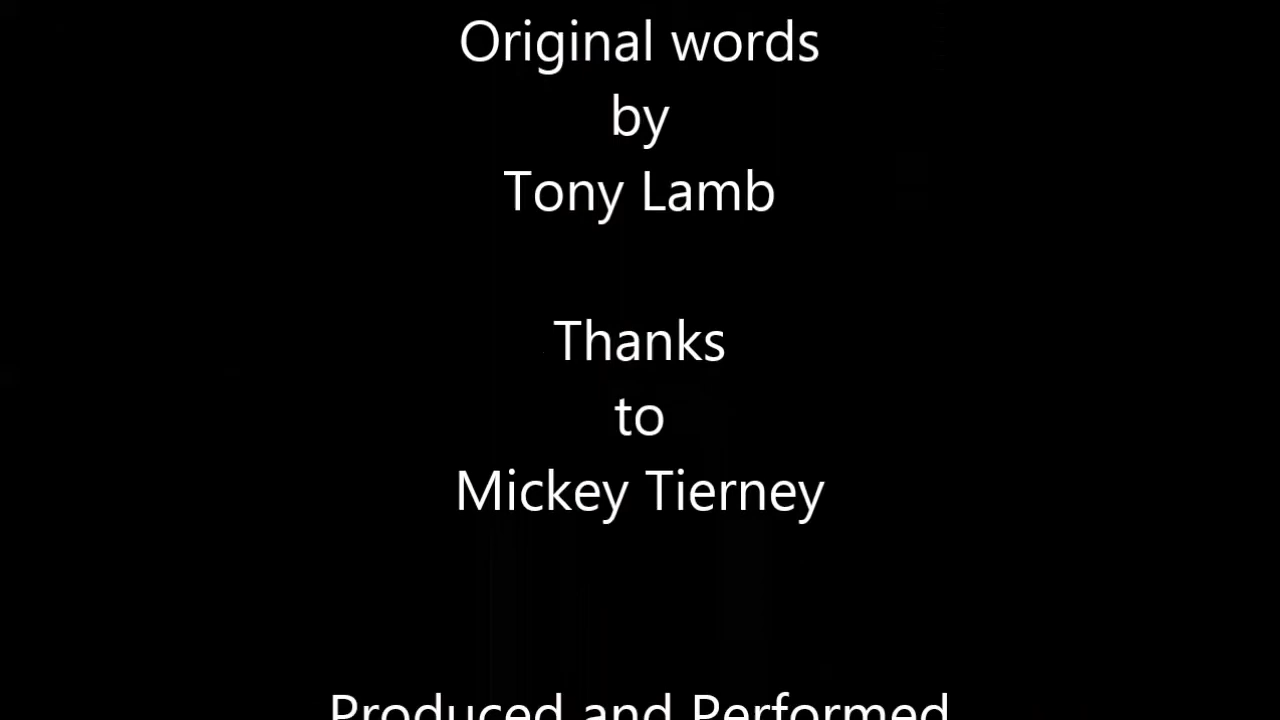 Original words
by
Tony Lamb
Thanks
to
Mickey Tierney
Produced and Performed